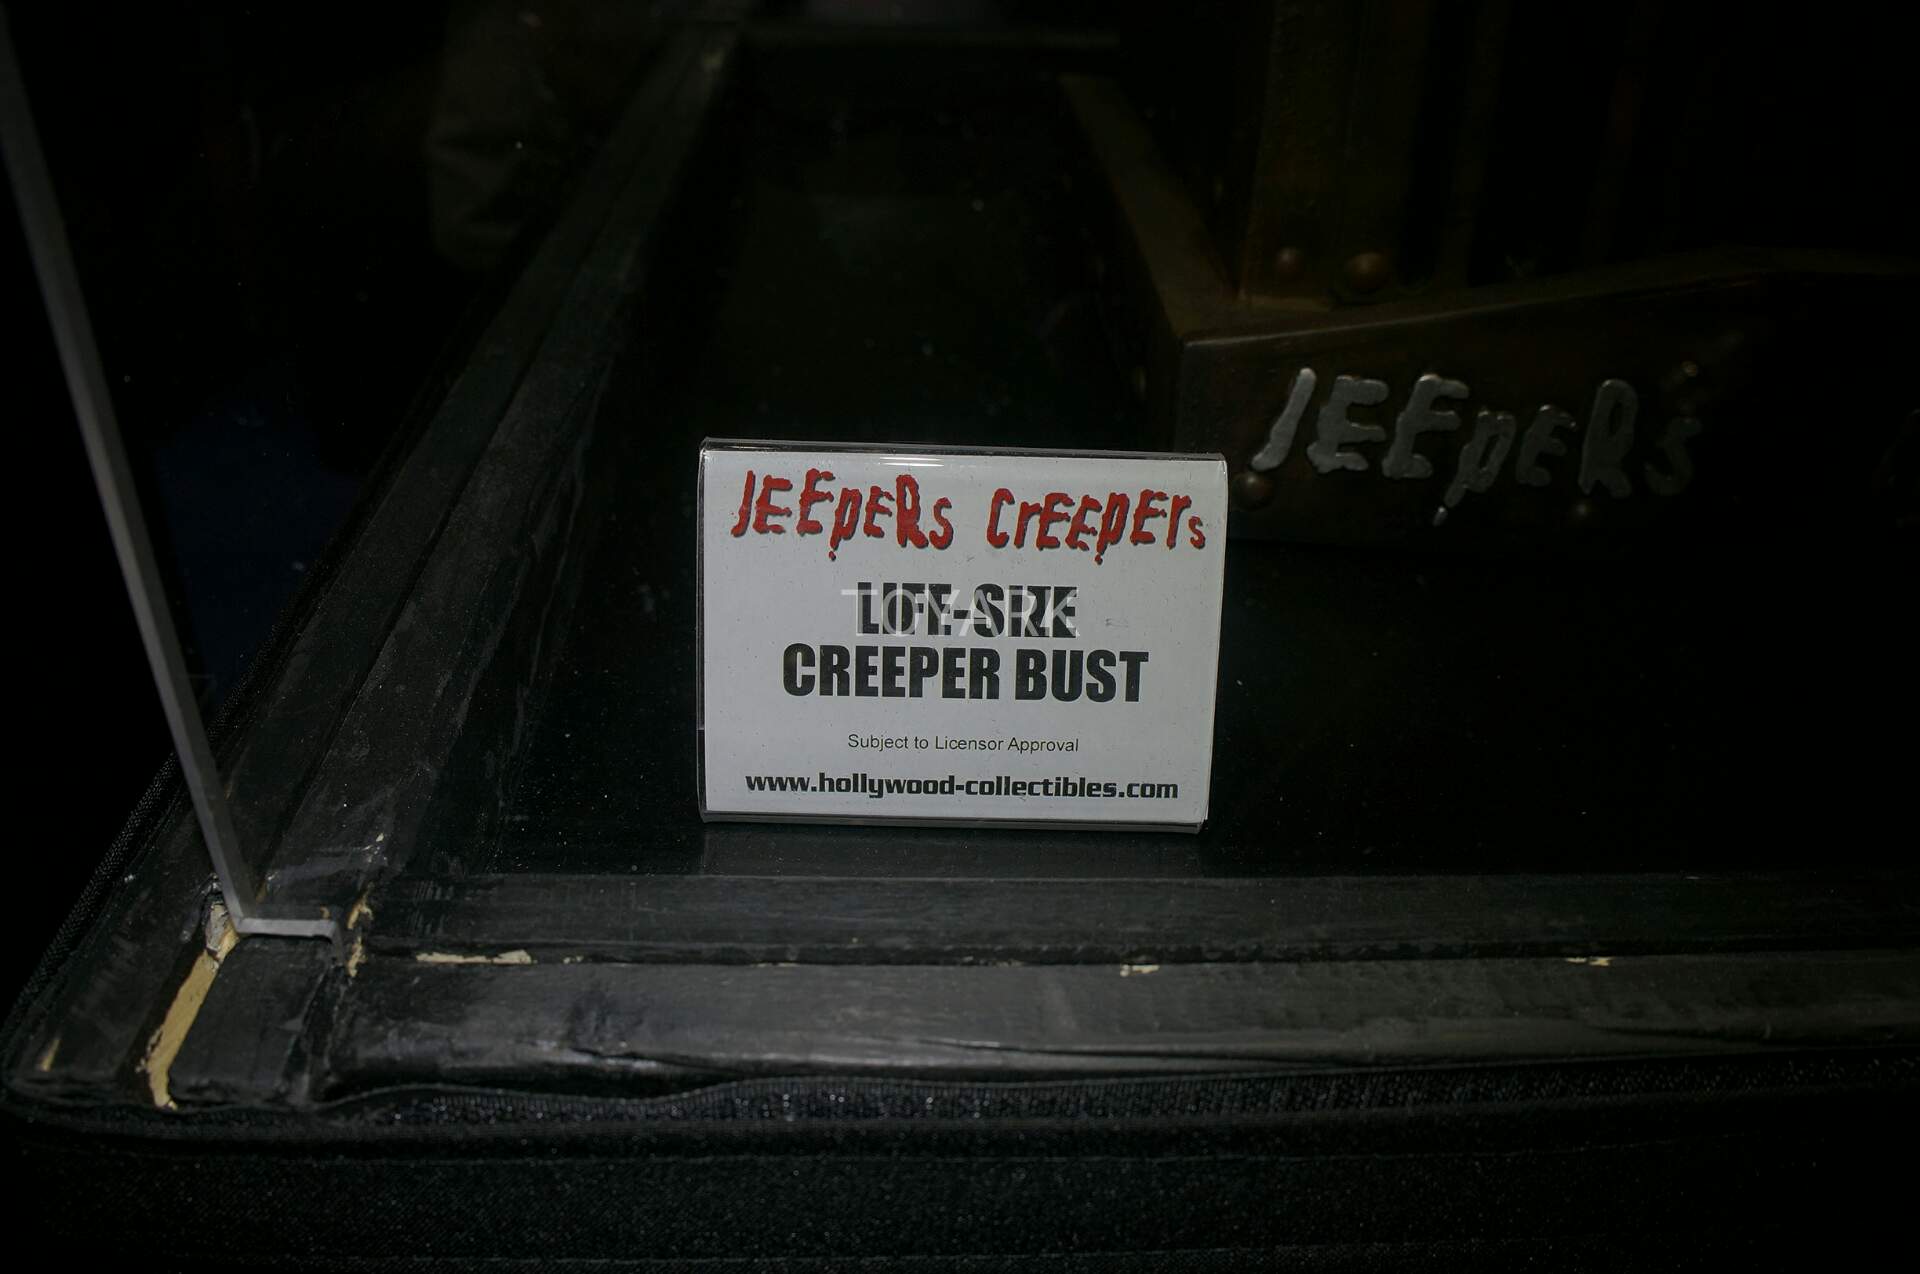 JEEpERs CrEEpErs
LIFE-SIZE
CREEPER BUST
Subject to Licensor Approval
www.hollywood-collectibles.com
JEEpERs
TOYARK